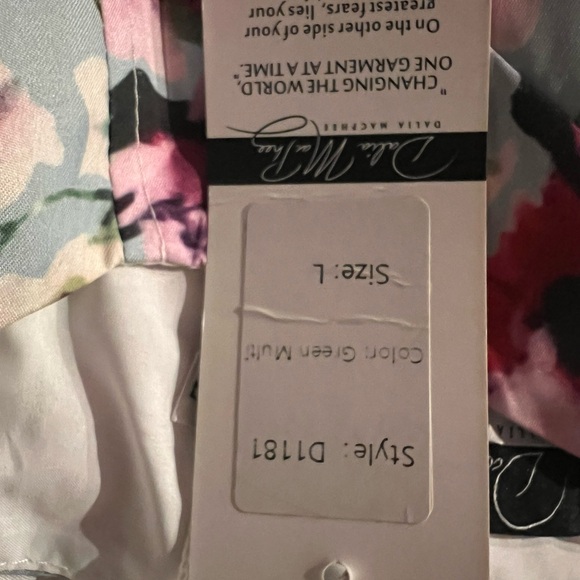 Style: D1181
Color: Green Multi
Size: L
Dalia MacPhee
DALIA MACPHEE
"CHANGING THE WORLD,
ONE GARMENT AT A TIME."
On the other side of your
greatest fears, lies your